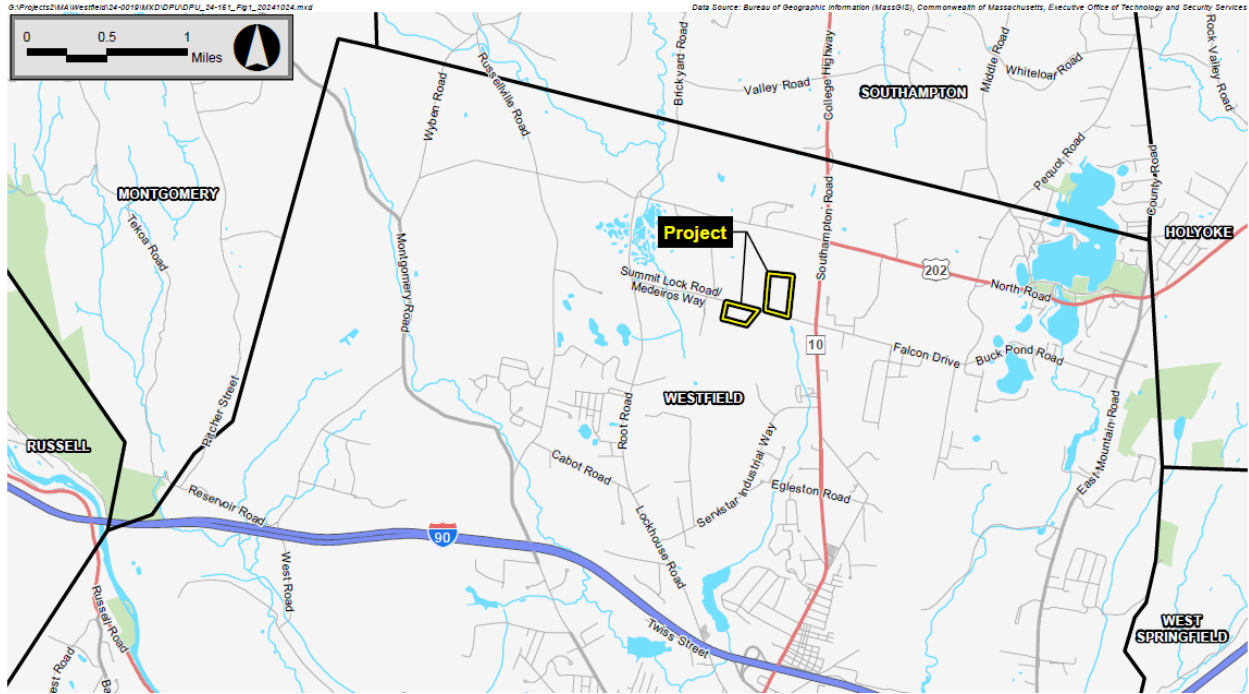 G:\Projects2\MA\Westfield\24-0019\MXD\DPU\DPU_24-151_Fig1_20241024.mxd
Data Source: Bureau of Geographic Information (MassGIS), Commonwealth of Massachusetts, Executive Office of Technology and Security Services
0 0.5 1
Miles
Wyben Road
Russellville Road
Brickyard Road
Valley Road
College Highway
SOUTHAMPTON
Middle Road
Whiteloaf Road
Rock Valley Road
Pequot Road
County Road
MONTGOMERY
Tekoa Road
Montgomery Road
Project
Southampton Road
HOLYOKE
202
North Road
Summit Lock Road/
Medeiros Way
10
Falcon Drive
Buck Pond Road
Pitcher Street
WESTFIELD
Root Road
RUSSELL
Cabot Road
Servistar Industrial Way
Egleston Road
East Mountain Road
Reservoir Road
90
Lockhouse Road
West Road
Russell Road
Twiss Street
WEST
SPRINGFIELD
est Road
Ba